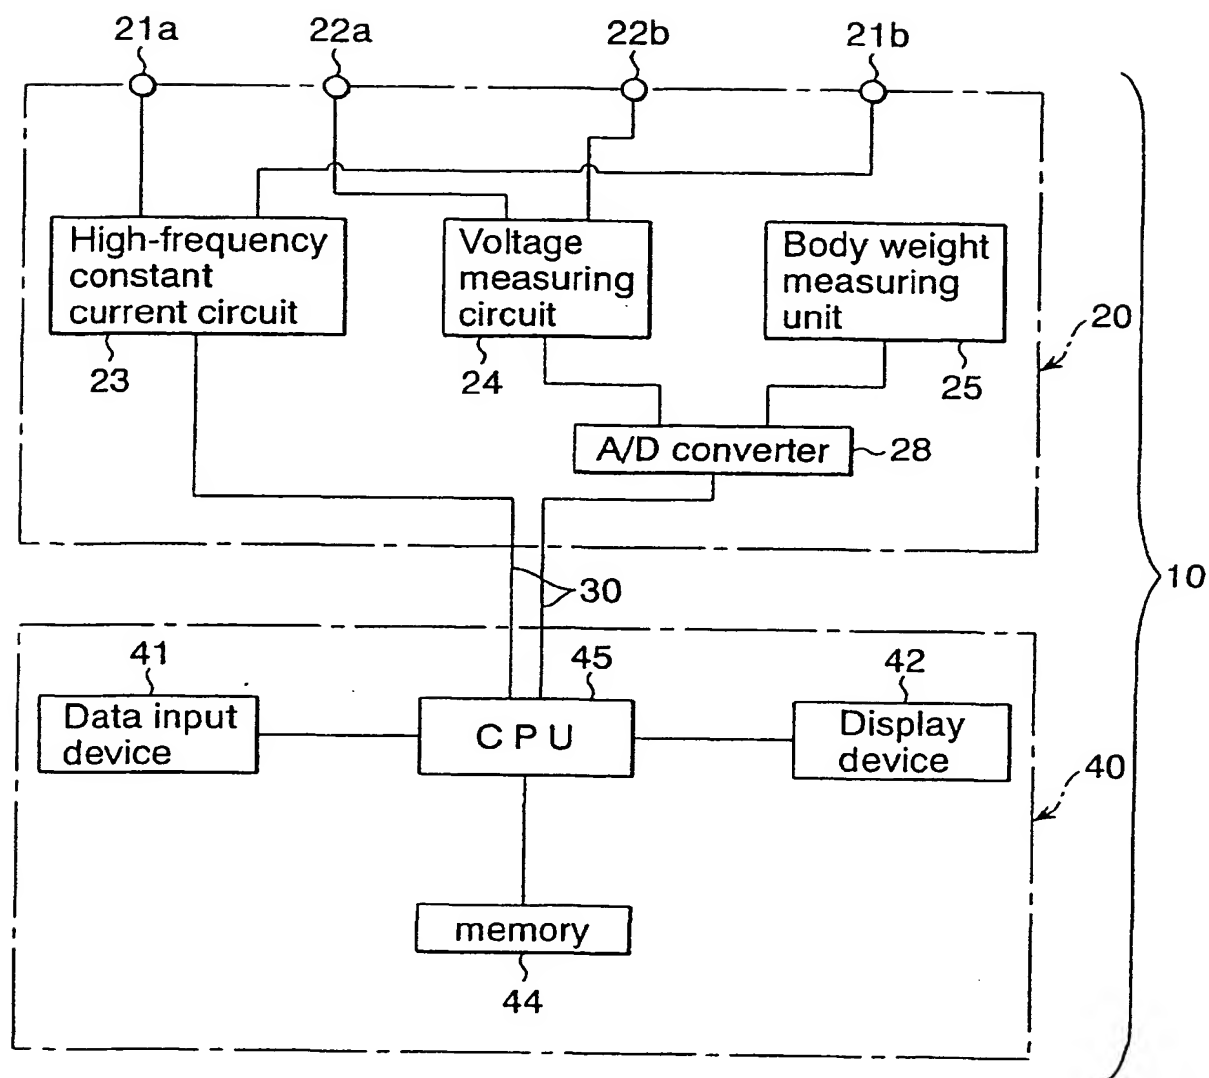 21a
22a
22b
21b
High-frequency
constant
current circuit
23
Voltage
measuring
circuit
24
Body weight
measuring
unit
25
20
A/D converter
28
30
10
41
Data input
device
45
CPU
42
Display
device
40
memory
44